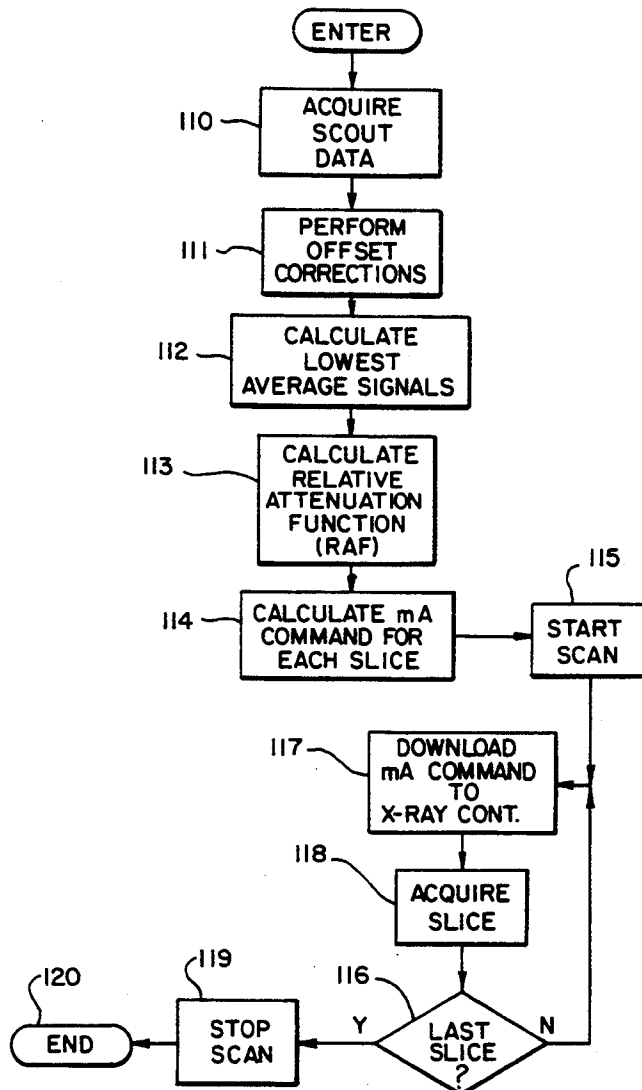 ENTER
110
ACQUIRE
SCOUT
DATA
111
PERFORM
OFFSET
CORRECTIONS
112
CALCULATE
LOWEST
AVERAGE SIGNALS
113
CALCULATE
RELATIVE
ATTENUATION
FUNCTION
(RAF)
114
CALCULATE mA
COMMAND FOR
EACH SLICE
115
START
SCAN
117
DOWNLOAD
mA COMMAND
TO
X-RAY CONT.
118
ACQUIRE
SLICE
116
LAST
SLICE
?
Y
N
119
STOP
SCAN
120
END